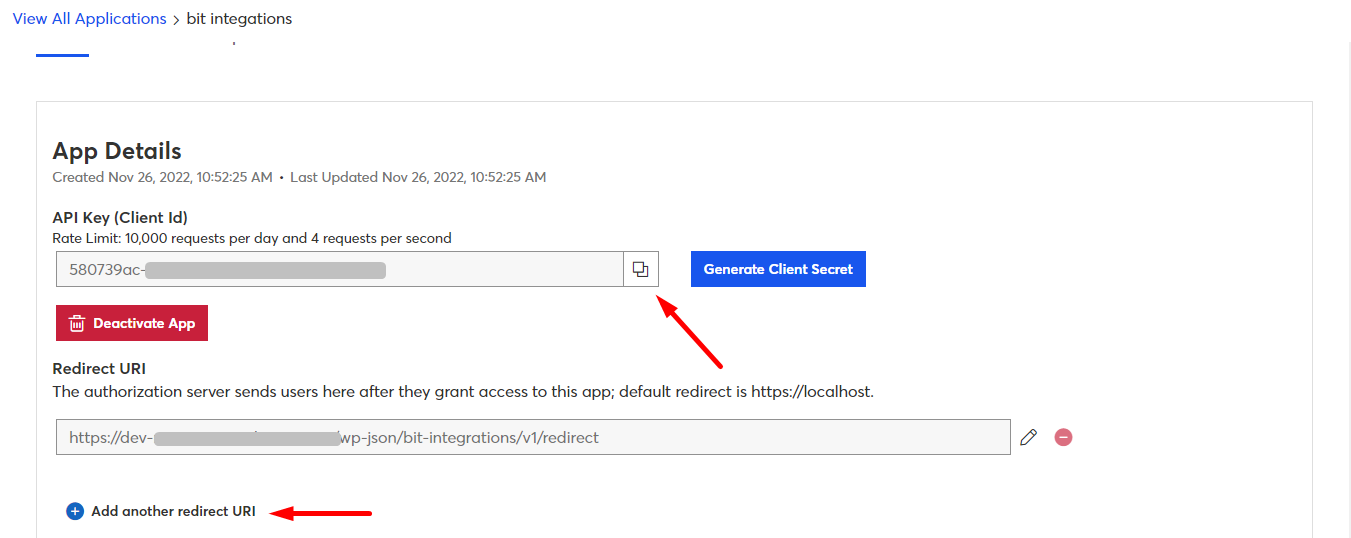 View All Applications > bit integations
App Details
Created Nov 26, 2022, 10:52:25 AM • Last Updated Nov 26, 2022, 10:52:25 AM
API Key (Client Id)
Rate Limit: 10,000 requests per day and 4 requests per second
580739ac-
Generate Client Secret
Deactivate App
Redirect URI
The authorization server sends users here after they grant access to this app; default redirect is https://localhost.
https://dev- /wp-json/bit-integrations/v1/redirect
Add another redirect URI